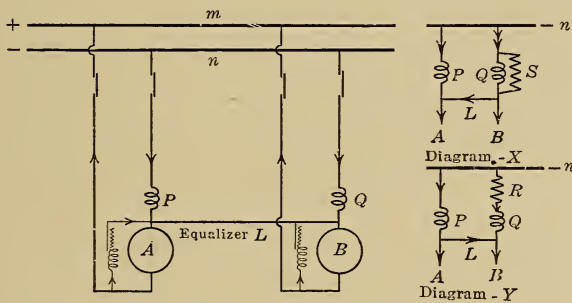 + m
− n
P
Q
A
Equalizer L
B
n
P Q S
L
A B
Diagram.-X
n
R
P Q
L
A B
Diagram-Y